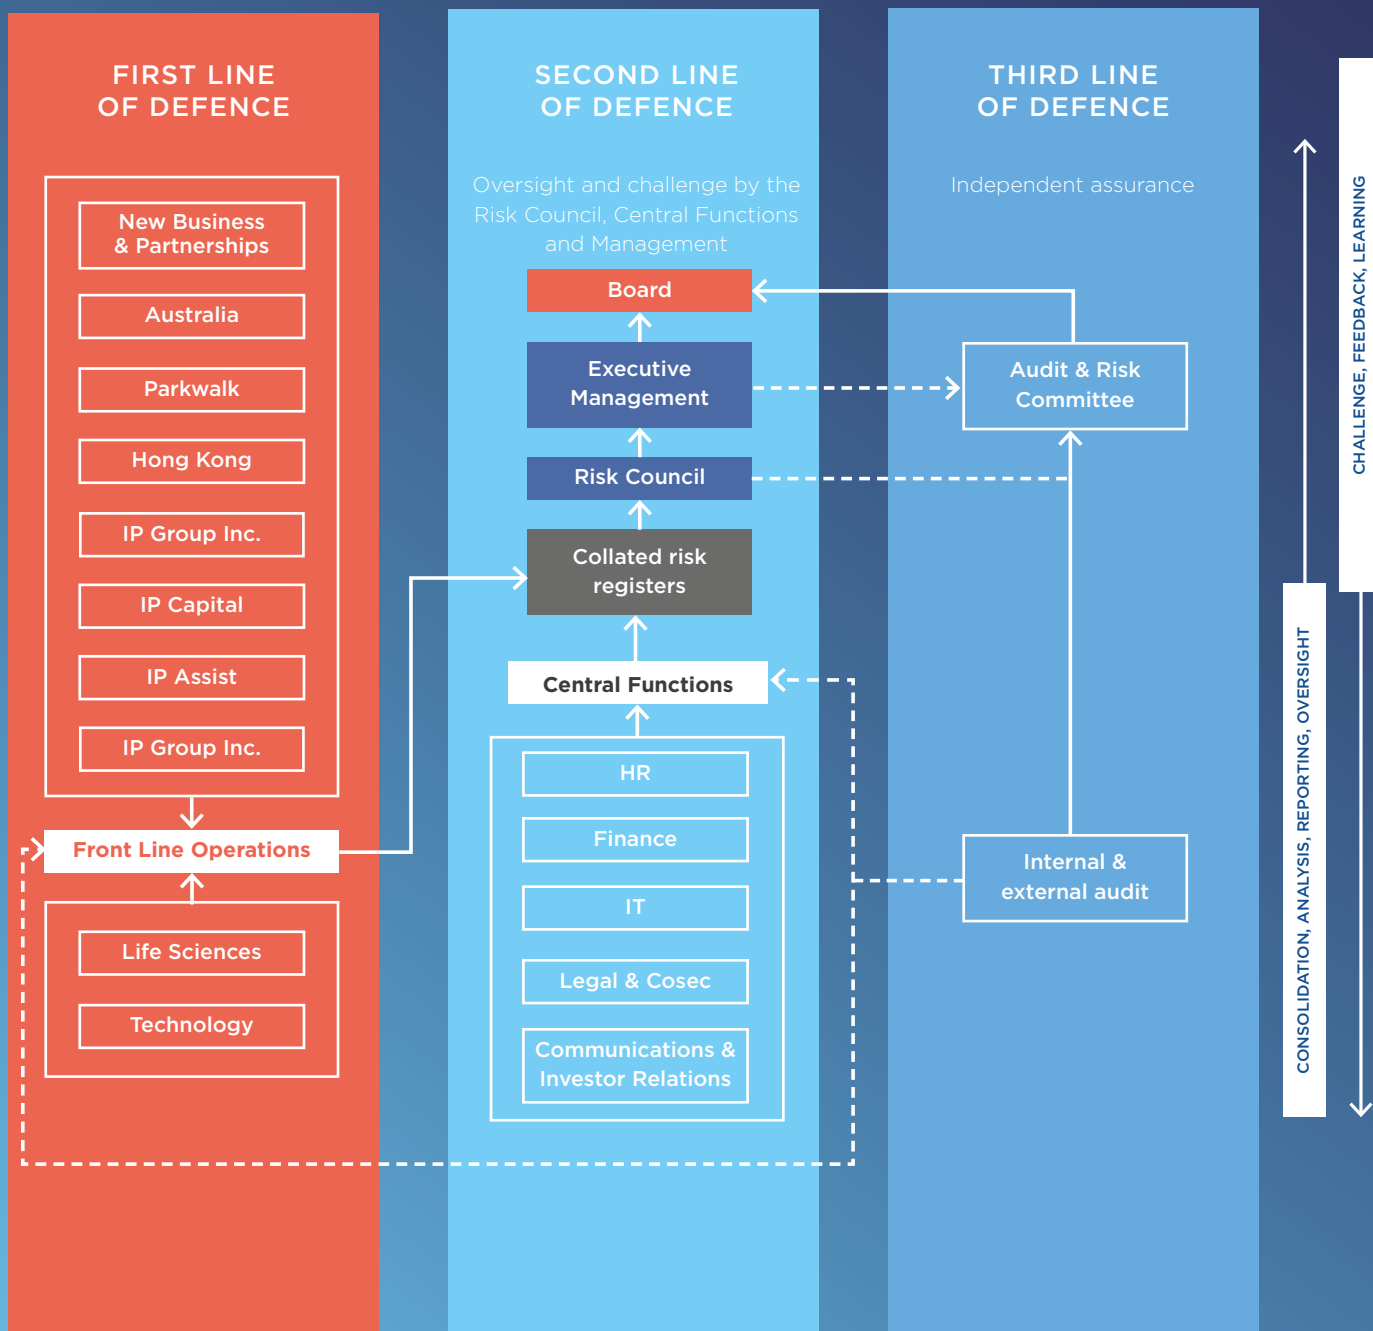 FIRST LINE
OF DEFENCE
New Business
& Partnerships
Australia
Parkwalk
Hong Kong
IP Group Inc.
IP Capital
IP Assist
IP Group Inc.
Front Line Operations
Life Sciences
Technology
SECOND LINE
OF DEFENCE
Oversight and challenge by the
Risk Council, Central Functions
and Management
Board
Executive
Management
Risk Council
Collated risk
registers
Central Functions
HR
Finance
IT
Legal & Cosec
Communications &
Investor Relations
THIRD LINE
OF DEFENCE
Independent assurance
Audit & Risk
Committee
Internal &
external audit
CONSOLIDATION, ANALYSIS, REPORTING, OVERSIGHT
CHALLENGE, FEEDBACK, LEARNING